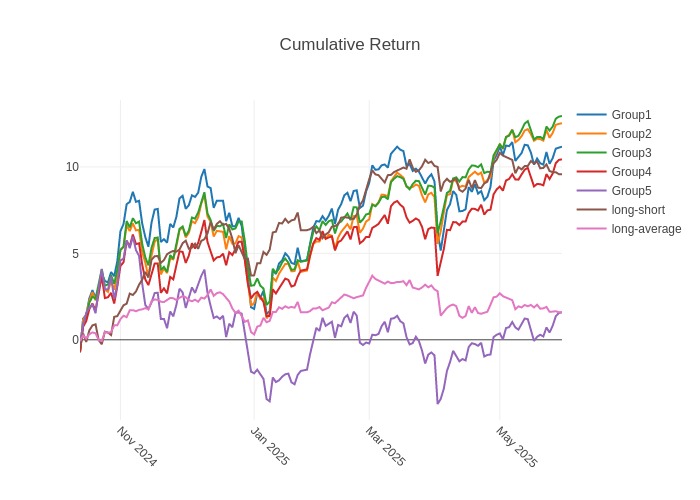 Cumulative Return
10
5
0
Nov 2024
Jan 2025
Mar 2025
May 2025
Group1
Group2
Group3
Group4
Group5
long-short
long-average